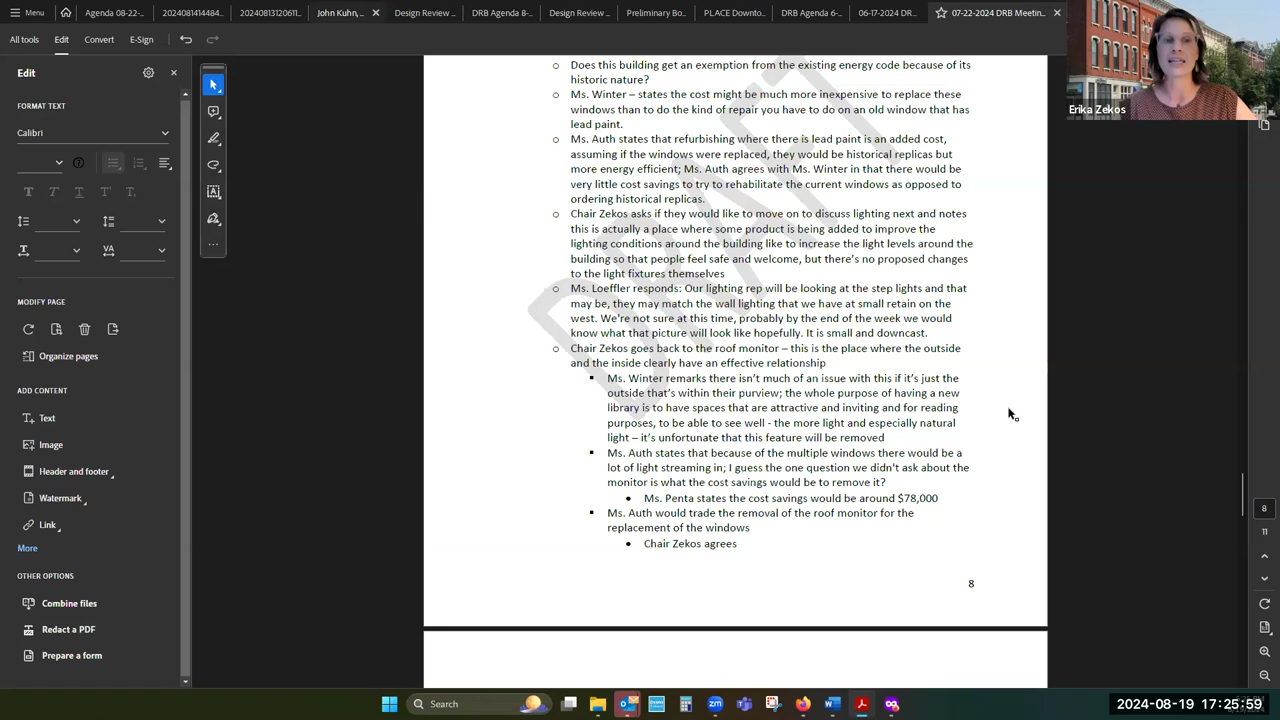 Menu
Agenda 08-22-...
202408141448 4...
20240813120611...
John Kuhn, ...
Design Review ...
DRB Agenda 8-...
Design Review ...
Preliminary Bo...
PLACE Downto...
DRB Agenda 6-...
06-17-2024 DR...
07-22-2024 DRB Meetin...
All tools
Edit
Convert
E-Sign
Edit
FORMAT TEXT
Calibri
MODIFY PAGE
Organize pages
ADD CONTENT
Text
Image
Header and footer
Watermark
Link
More
OTHER OPTIONS
Combine files
Redact a PDF
Prepare a form
DRAFT
o Does this building get an exemption from the existing energy code because of its
historic nature?
o Ms. Winter – states the cost might be much more inexpensive to replace these
windows than to do the kind of repair you have to do on an old window that has
lead paint.
o Ms. Auth states that refurbishing where there is lead paint is an added cost,
assuming if the windows were replaced, they would be historical replicas but
more energy efficient; Ms. Auth agrees with Ms. Winter in that there would be
very little cost savings to try to rehabilitate the current windows as opposed to
ordering historical replicas.
o Chair Zekos asks if they would like to move on to discuss lighting next and notes
this is actually a place where some product is being added to improve the
lighting conditions around the building like to increase the light levels around the
building so that people feel safe and welcome, but there's no proposed changes
to the light fixtures themselves
o Ms. Loeffler responds: Our lighting rep will be looking at the step lights and that
may be, they may match the wall lighting that we have at small retain on the
west. We're not sure at this time, probably by the end of the week we would
know what that picture will look like hopefully. It is small and downcast.
o Chair Zekos goes back to the roof monitor – this is the place where the outside
and the inside clearly have an effective relationship
▪ Ms. Winter remarks there isn't much of an issue with this if it's just the
outside that's within their purview; the whole purpose of having a new
library is to have spaces that are attractive and inviting and for reading
purposes, to be able to see well - the more light and especially natural
light – it's unfortunate that this feature will be removed
▪ Ms. Auth states that because of the multiple windows there would be a
lot of light streaming in; I guess the one question we didn't ask about the
monitor is what the cost savings would be to remove it?
• Ms. Penta states the cost savings would be around $78,000
▪ Ms. Auth would trade the removal of the roof monitor for the
replacement of the windows
• Chair Zekos agrees
8
Erika Zekos
8
11
Search
2024-08-19 17:25:59